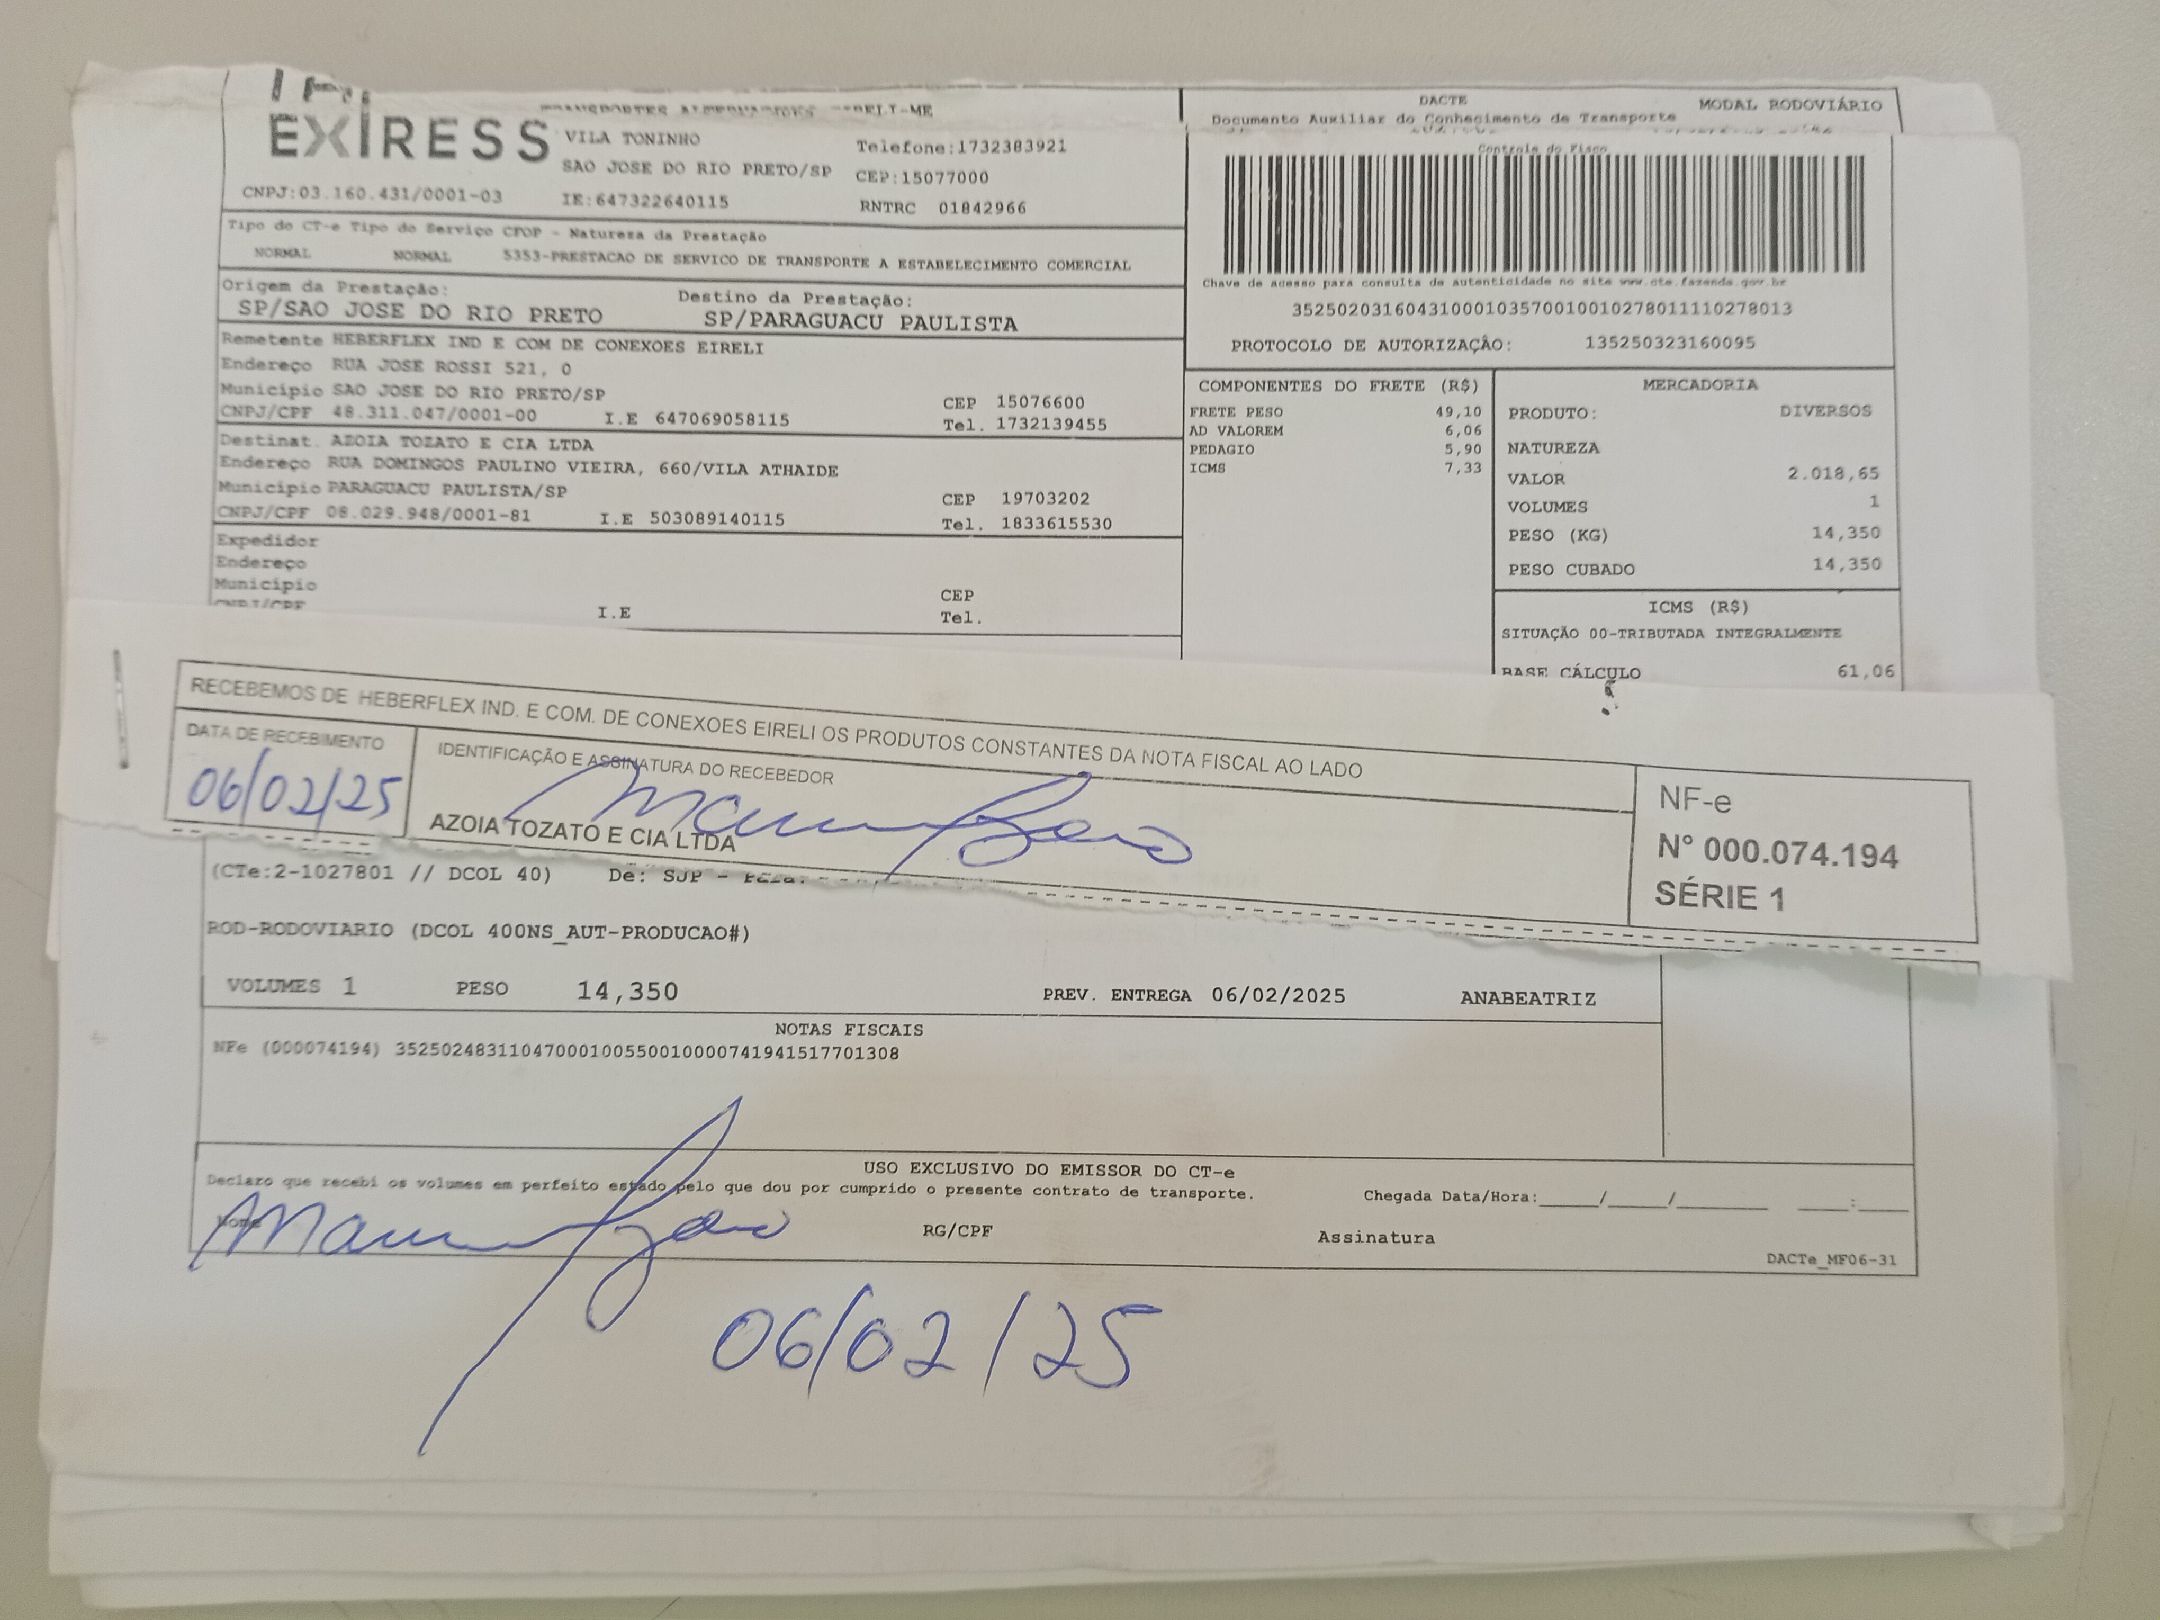 EXIRESS
VILA TONINHO
Telefone:1732383921
SAO JOSE DO RIO PRETO/SP
CEP:15077000
CNPJ:03.160.431/0001-03
IE:647322640115
RNTRC 01842966
DACTE
MODAL RODOVIÁRIO
Documento Auxiliar do Conhecimento de Transporte
Controle do Fisco
Chave de acesso para consulta de autenticidade no site www.cte.fazenda.gov.br
35250203160431000103570010010278011110278013
PROTOCOLO DE AUTORIZAÇÃO: 135250323160095
Tipo do CT-e Tipo do Serviço CFOP - Natureza da Prestação
NORMAL NORMAL 5353-PRESTACAO DE SERVICO DE TRANSPORTE A ESTABELECIMENTO COMERCIAL
Origem da Prestação:
SP/SAO JOSE DO RIO PRETO
Destino da Prestação:
SP/PARAGUACU PAULISTA
Remetente HEBERFLEX IND E COM DE CONEXOES EIRELI
Endereço RUA JOSE ROSSI 521, 0
Município SAO JOSE DO RIO PRETO/SP
CEP 15076600
CNPJ/CPF 48.311.047/0001-00 I.E 647069058115 Tel. 1732139455
Destinat. AZOIA TOZATO E CIA LTDA
Endereço RUA DOMINGOS PAULINO VIEIRA, 660/VILA ATHAIDE
Município PARAGUACU PAULISTA/SP
CEP 19703202
CNPJ/CPF 08.029.948/0001-81 I.E 503089140115 Tel. 1833615530
Expedidor
Endereço
Município
CEP
CNPJ/CPF I.E Tel.
COMPONENTES DO FRETE (R$)
FRETE PESO 49,10
AD VALOREM 6,06
PEDAGIO 5,90
ICMS 7,33
MERCADORIA
PRODUTO: DIVERSOS
NATUREZA
VALOR 2.018,65
VOLUMES 1
PESO (KG) 14,350
PESO CUBADO 14,350
ICMS (R$)
SITUAÇÃO 00-TRIBUTADA INTEGRALMENTE
BASE CÁLCULO 61,06
RECEBEMOS DE HEBERFLEX IND. E COM. DE CONEXOES EIRELI OS PRODUTOS CONSTANTES DA NOTA FISCAL AO LADO
DATA DE RECEBIMENTO
06/02/25
IDENTIFICAÇÃO E ASSINATURA DO RECEBEDOR
AZOIA TOZATO E CIA LTDA
NF-e
N° 000.074.194
SÉRIE 1
(CTe:2-1027801 // DCOL 40) De: SJP -
ROD-RODOVIARIO (DCOL 400NS_AUT-PRODUCAO#)
VOLUMES 1 PESO 14,350 PREV. ENTREGA 06/02/2025 ANABEATRIZ
NOTAS FISCAIS
NFe (000074194) 35250248311047000100550010000741941517701308
USO EXCLUSIVO DO EMISSOR DO CT-e
Declaro que recebi os volumes em perfeito estado pelo que dou por cumprido o presente contrato de transporte.
Chegada Data/Hora:_____/_____/________ _____:_____
Nome RG/CPF Assinatura
DACTe_MF06-31
06/02/25